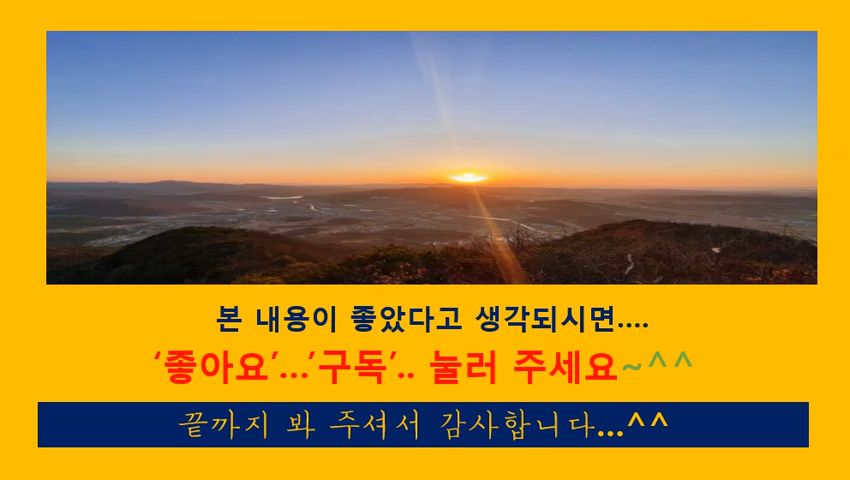 본 내용이 좋았다고 생각되시면....
‘좋아요’...’구독’.. 눌러 주세요~^^
끝까지 봐 주셔서 감사합니다...^^